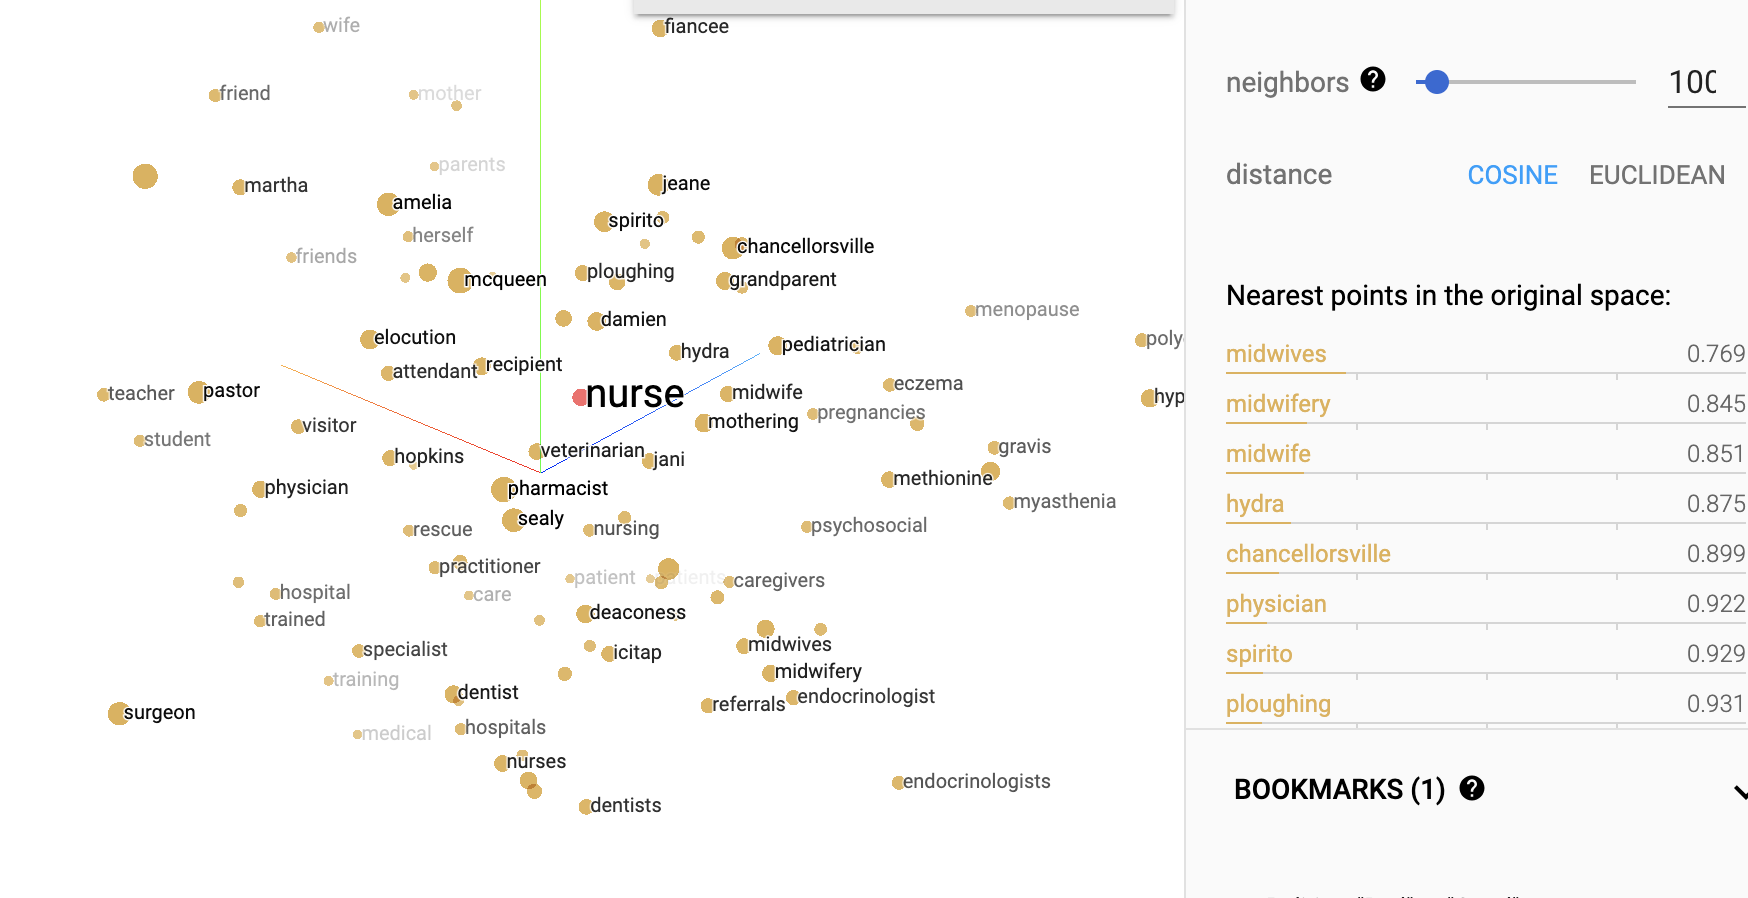 wife
fiancee
friend
mother
parents
martha
jeane
amelia
spirito
herself
chancellorsville
friends
ploughing
mcqueen
grandparent
menopause
damien
elocution
hydra
pediatrician
poly
attendant
recipient
teacher
pastor
nurse
midwife
eczema
hyp
pregnancies
mothering
visitor
student
veterinarian
gravis
hopkins
jani
methionine
physician
pharmacist
myasthenia
sealy
psychosocial
rescue
nursing
practitioner
patient
caregivers
hospital
care
deaconess
trained
specialist
icitap
midwives
training
midwifery
dentist
endocrinologist
referrals
surgeon
hospitals
medical
nurses
endocrinologists
dentists
neighbors
100
distance COSINE EUCLIDEAN
Nearest points in the original space:
midwives 0.769
midwifery 0.845
midwife 0.851
hydra 0.875
chancellorsville 0.899
physician 0.922
spirito 0.929
ploughing 0.931
BOOKMARKS (1)